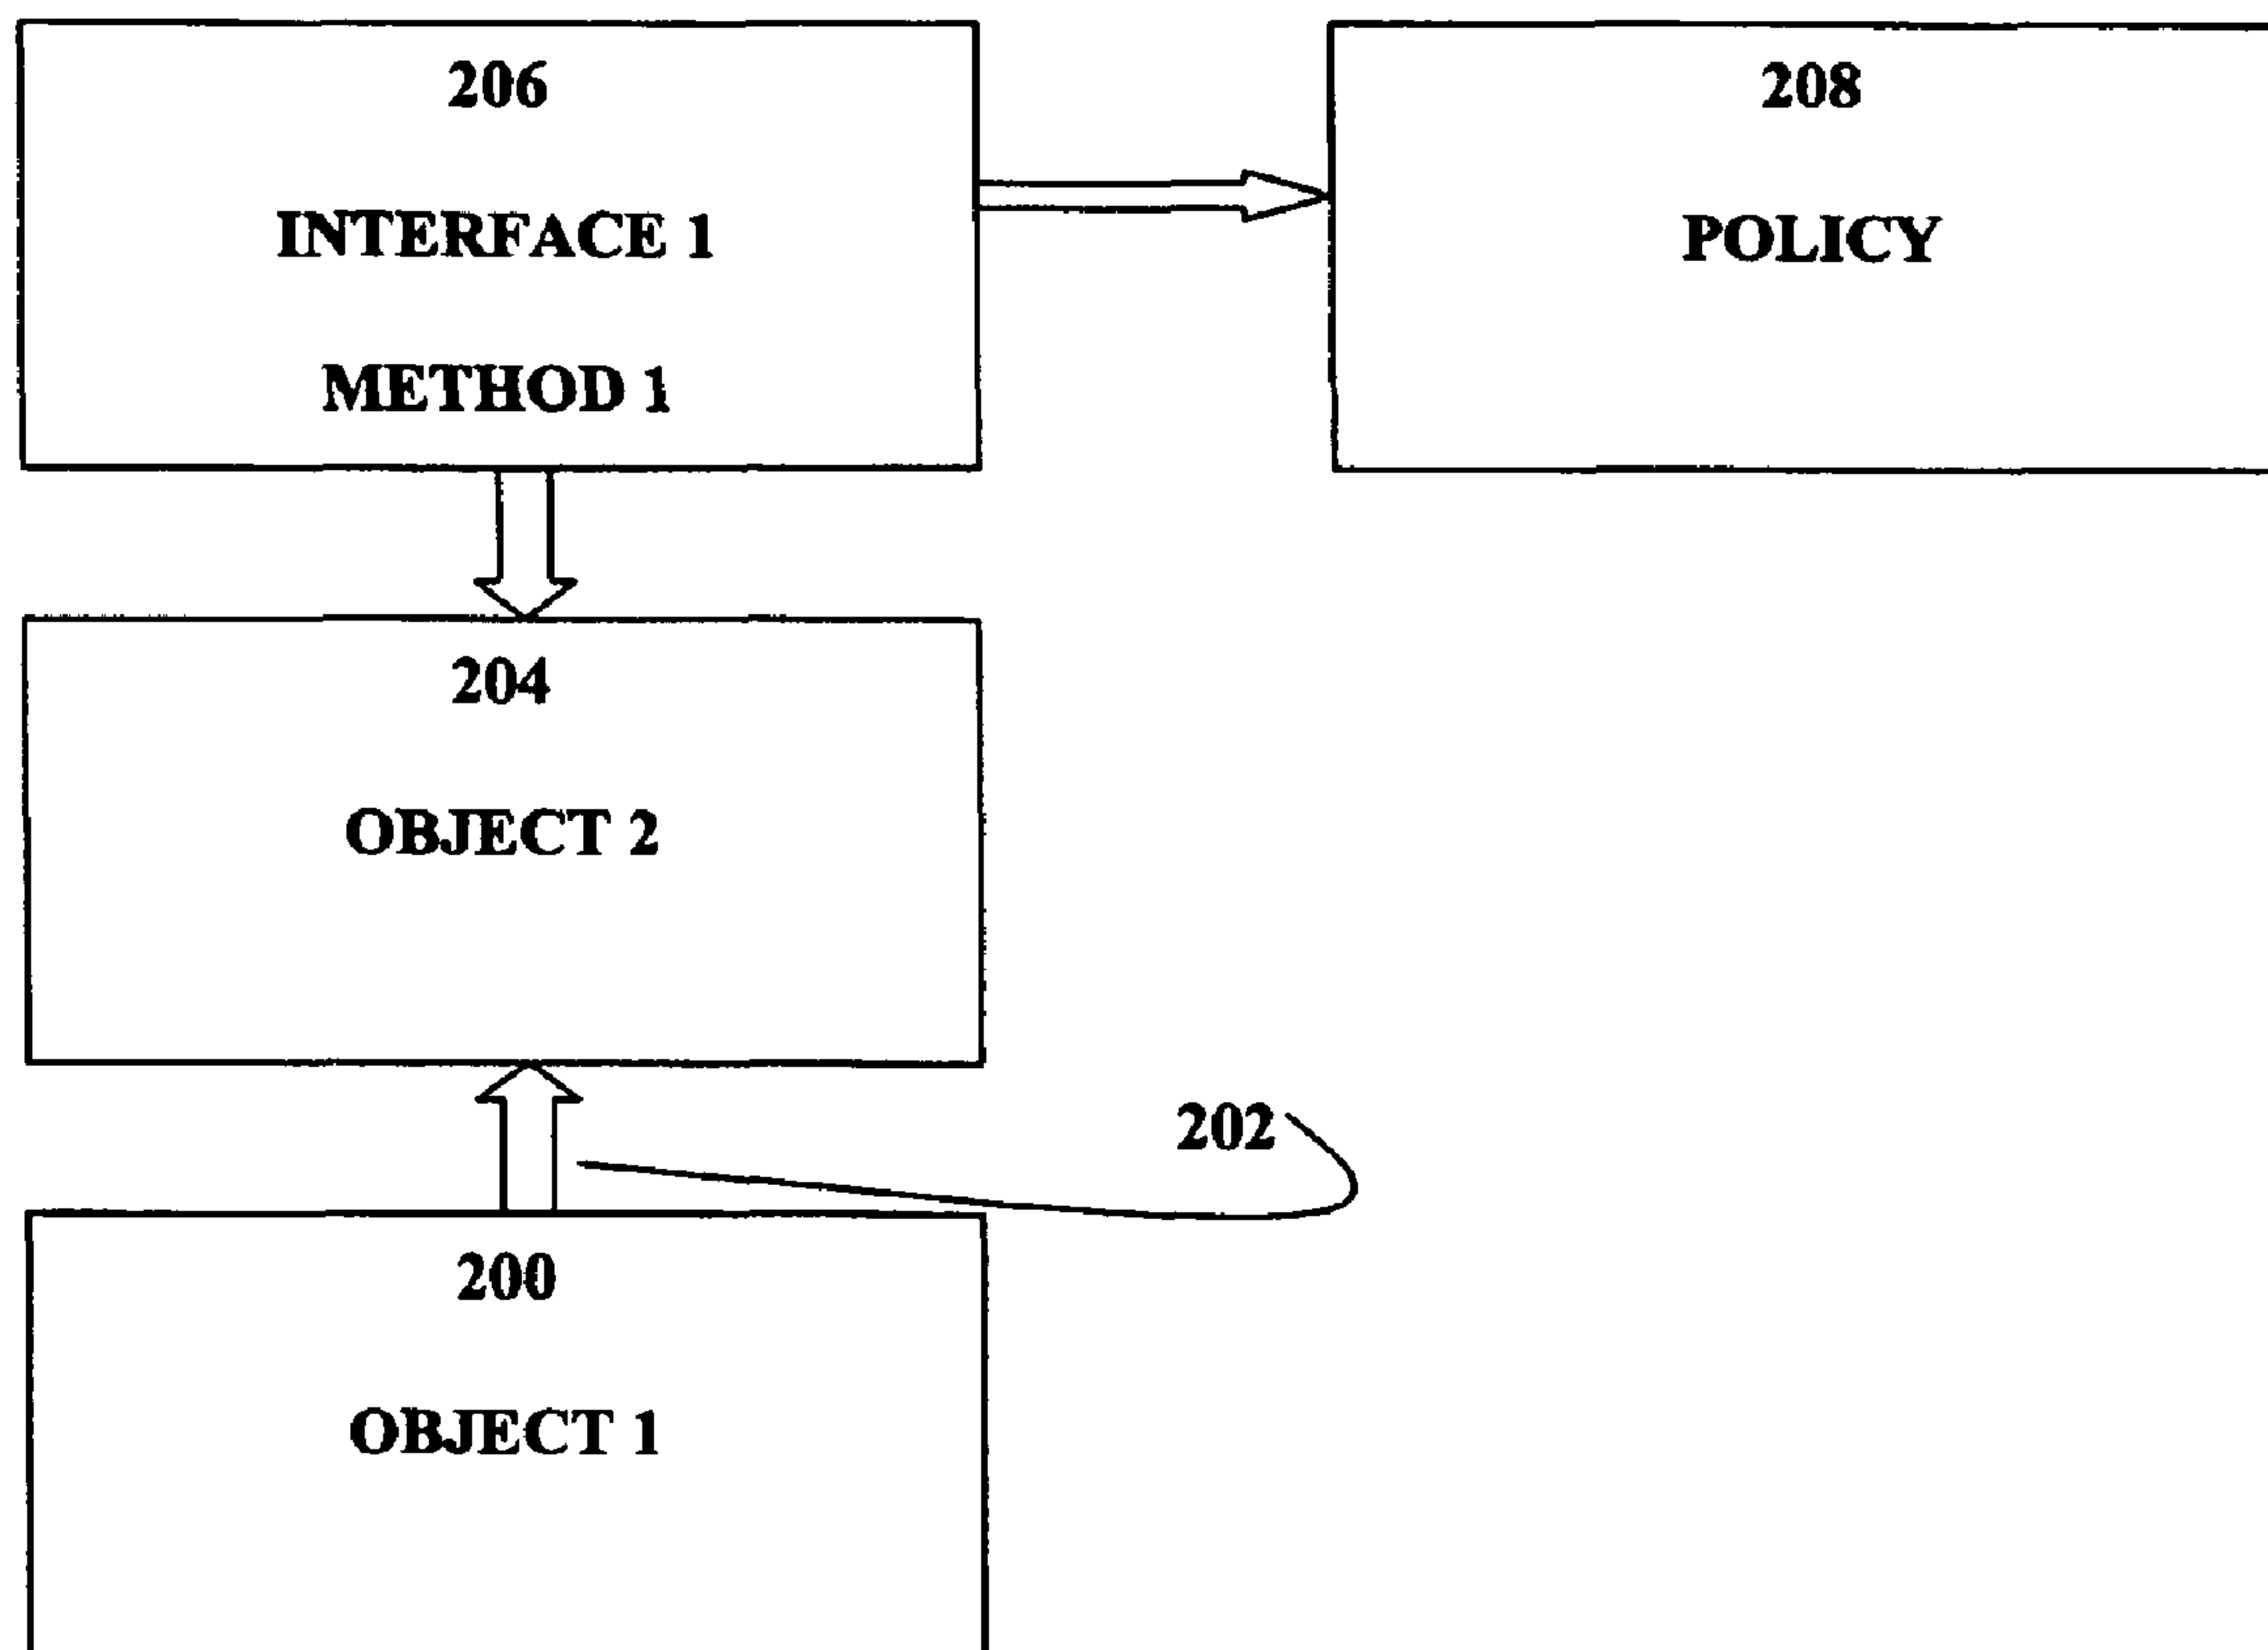 206
INTERFACE 1
METHOD 1
208
POLICY
204
OBJECT 2
202
200
OBJECT 1